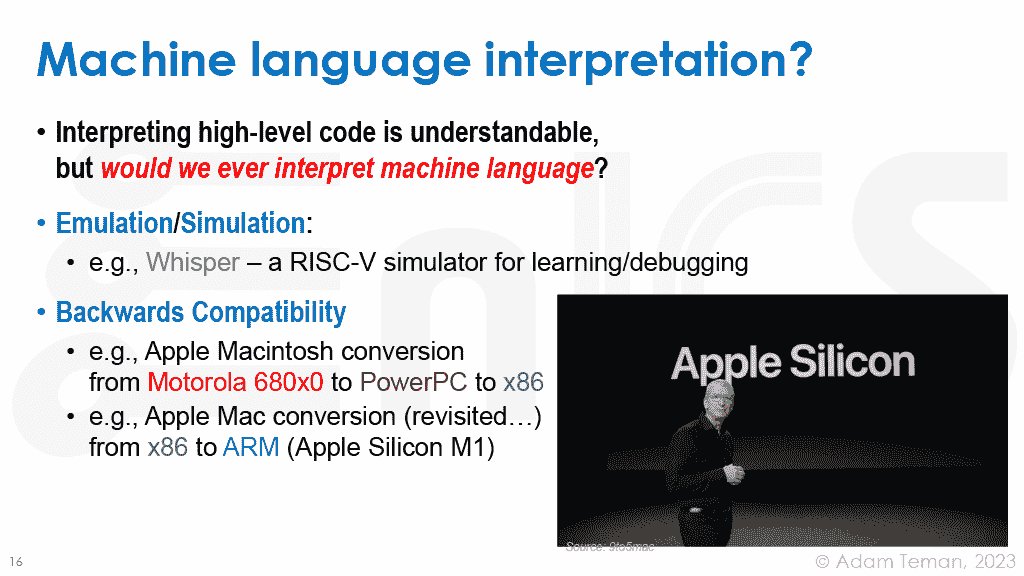 Machine language interpretation?
• Interpreting high-level code is understandable,
but would we ever interpret machine language?
• Emulation/Simulation:
• e.g., Whisper – a RISC-V simulator for learning/debugging
• Backwards Compatibility
• e.g., Apple Macintosh conversion
from Motorola 680x0 to PowerPC to x86
• e.g., Apple Mac conversion (revisited…)
from x86 to ARM (Apple Silicon M1)
Apple Silicon
Source: 9to5mac
16
© Adam Teman, 2023